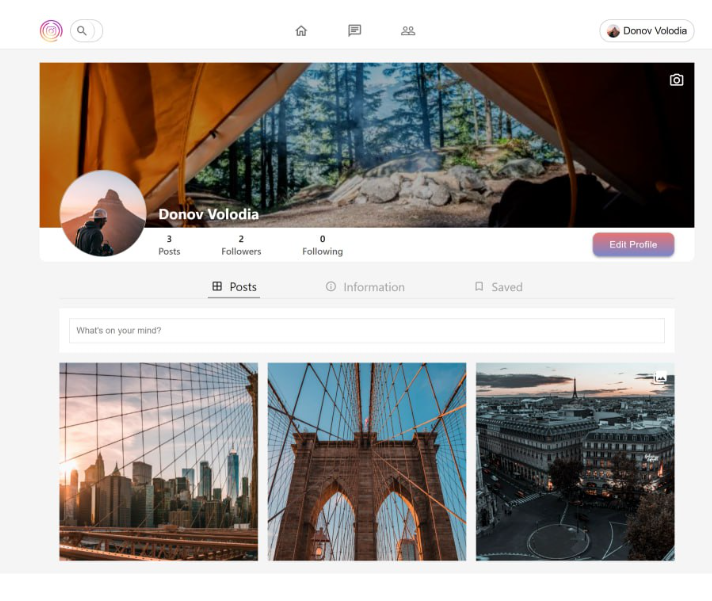 Donov Volodia
Donov Volodia
3 2 0
Posts Followers Following
Edit Profile
Posts Information Saved
What's on your mind?